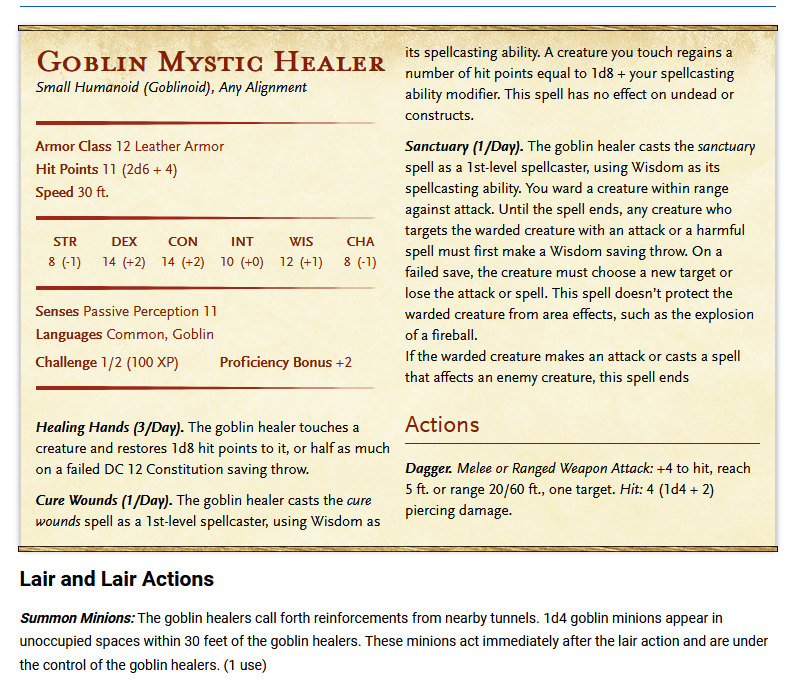 Goblin Mystic Healer
Small Humanoid (Goblinoid), Any Alignment
Armor Class 12 Leather Armor
Hit Points 11 (2d6 + 4)
Speed 30 ft.
STR DEX CON INT WIS CHA
8 (-1) 14 (+2) 14 (+2) 10 (+0) 12 (+1) 8 (-1)
Senses Passive Perception 11
Languages Common, Goblin
Challenge 1/2 (100 XP) Proficiency Bonus +2
Healing Hands (3/Day). The goblin healer touches a
creature and restores 1d8 hit points to it, or half as much
on a failed DC 12 Constitution saving throw.
Cure Wounds (1/Day). The goblin healer casts the cure
wounds spell as a 1st-level spellcaster, using Wisdom as
its spellcasting ability. A creature you touch regains a
number of hit points equal to 1d8 + your spellcasting
ability modifier. This spell has no effect on undead or
constructs.
Sanctuary (1/Day). The goblin healer casts the sanctuary
spell as a 1st-level spellcaster, using Wisdom as its
spellcasting ability. You ward a creature within range
against attack. Until the spell ends, any creature who
targets the warded creature with an attack or a harmful
spell must first make a Wisdom saving throw. On a
failed save, the creature must choose a new target or
lose the attack or spell. This spell doesn't protect the
warded creature from area effects, such as the explosion
of a fireball.
If the warded creature makes an attack or casts a spell
that affects an enemy creature, this spell ends
Actions
Dagger. Melee or Ranged Weapon Attack: +4 to hit, reach
5 ft. or range 20/60 ft., one target. Hit: 4 (1d4 + 2)
piercing damage.
Lair and Lair Actions
Summon Minions: The goblin healers call forth reinforcements from nearby tunnels. 1d4 goblin minions appear in
unoccupied spaces within 30 feet of the goblin healers. These minions act immediately after the lair action and are under
the control of the goblin healers. (1 use)